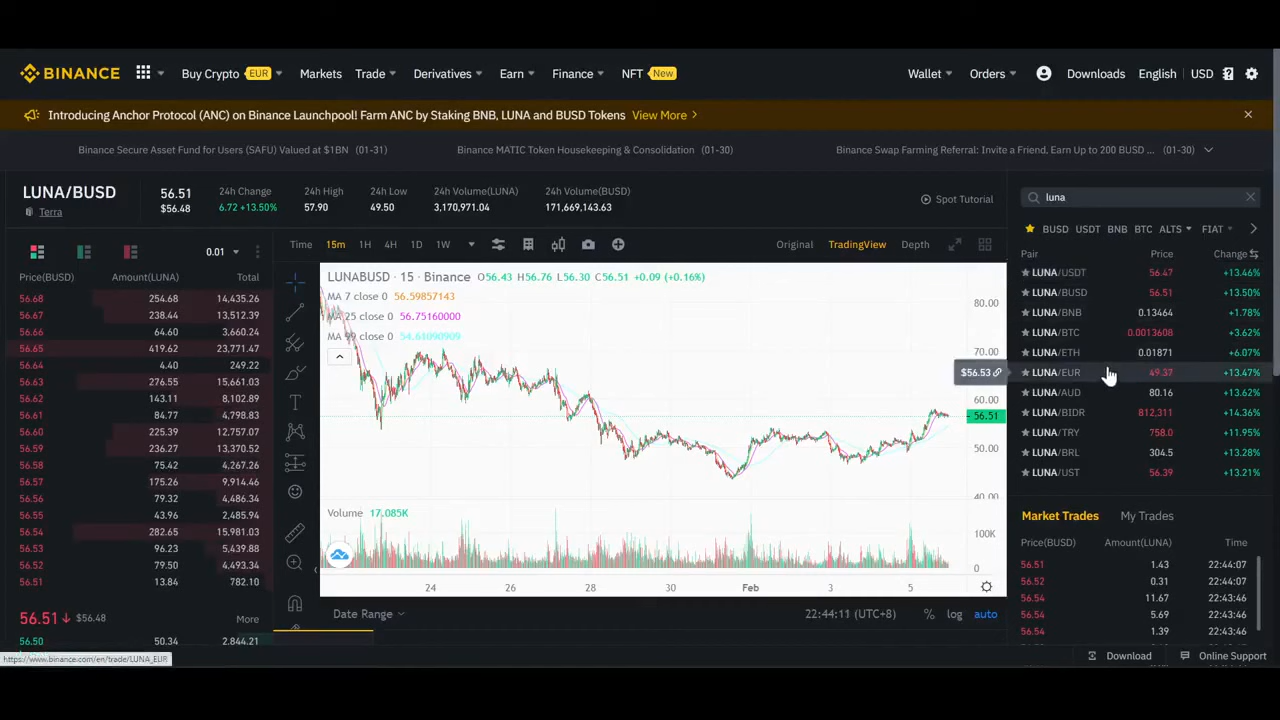 BINANCE Buy Crypto EUR Markets Trade Derivatives Earn Finance NFT New Wallet Orders Downloads English USD
Introducing Anchor Protocol (ANC) on Binance Launchpool! Farm ANC by Staking BNB, LUNA and BUSD Tokens View More
Binance Secure Asset Fund for Users (SAFU) Valued at $1BN (01-31) Binance MATIC Token Housekeeping & Consolidation (01-30) Binance Swap Farming Referral: Invite a Friend, Earn Up to 200 BUSD ... (01-30)
LUNA/BUSD
Terra
56.51
$56.48
24h Change
6.72 +13.50%
24h High
57.90
24h Low
49.50
24h Volume(LUNA)
3,170,971.04
24h Volume(BUSD)
171,669,143.63
Spot Tutorial
0.01
Price(BUSD) Amount(LUNA) Total
56.68 254.68 14,435.26
56.67 238.44 13,512.39
56.66 64.60 3,660.24
56.65 419.62 23,771.47
56.64 4.40 249.22
56.63 276.55 15,661.03
56.62 143.11 8,102.89
56.61 84.77 4,798.83
56.60 225.39 12,757.07
56.59 236.27 13,370.52
56.58 75.42 4,267.26
56.57 175.26 9,914.46
56.56 79.32 4,486.34
56.55 43.96 2,485.94
56.54 282.65 15,981.03
56.53 96.23 5,439.88
56.52 79.50 4,493.34
56.51 13.84 782.10
56.51 $56.48 More
56.50 50.34 2,844.21
https://www.binance.com/en/trade/LUNA_EUR
Time 15m 1H 4H 1D 1W Original TradingView Depth
LUNABUSD · 15 · Binance O56.43 H56.76 L56.30 C56.51 +0.09 (+0.16%)
MA 7 close 0 56.59857143
MA 25 close 0 56.75160000
MA 99 close 0 54.61090909
80.00
70.00
60.00
56.51
50.00
40.00
Volume 17.085K
100K
0
24 26 28 30 Feb 3 5
Date Range 22:44:11 (UTC+8) % log auto
$56.53
luna
BUSD USDT BNB BTC ALTS FIAT
Pair Price Change
LUNA/USDT 56.47 +13.46%
LUNA/BUSD 56.51 +13.50%
LUNA/BNB 0.13464 +1.78%
LUNA/BTC 0.0013608 +3.62%
LUNA/ETH 0.01871 +6.07%
LUNA/EUR 49.37 +13.47%
LUNA/AUD 80.16 +13.62%
LUNA/BIDR 812,311 +14.36%
LUNA/TRY 758.0 +11.95%
LUNA/BRL 304.5 +13.28%
LUNA/UST 56.39 +13.21%
Market Trades My Trades
Price(BUSD) Amount(LUNA) Time
56.51 1.43 22:44:07
56.52 0.31 22:44:07
56.54 11.67 22:43:46
56.54 5.69 22:43:46
56.54 1.39 22:43:46
Download Online Support